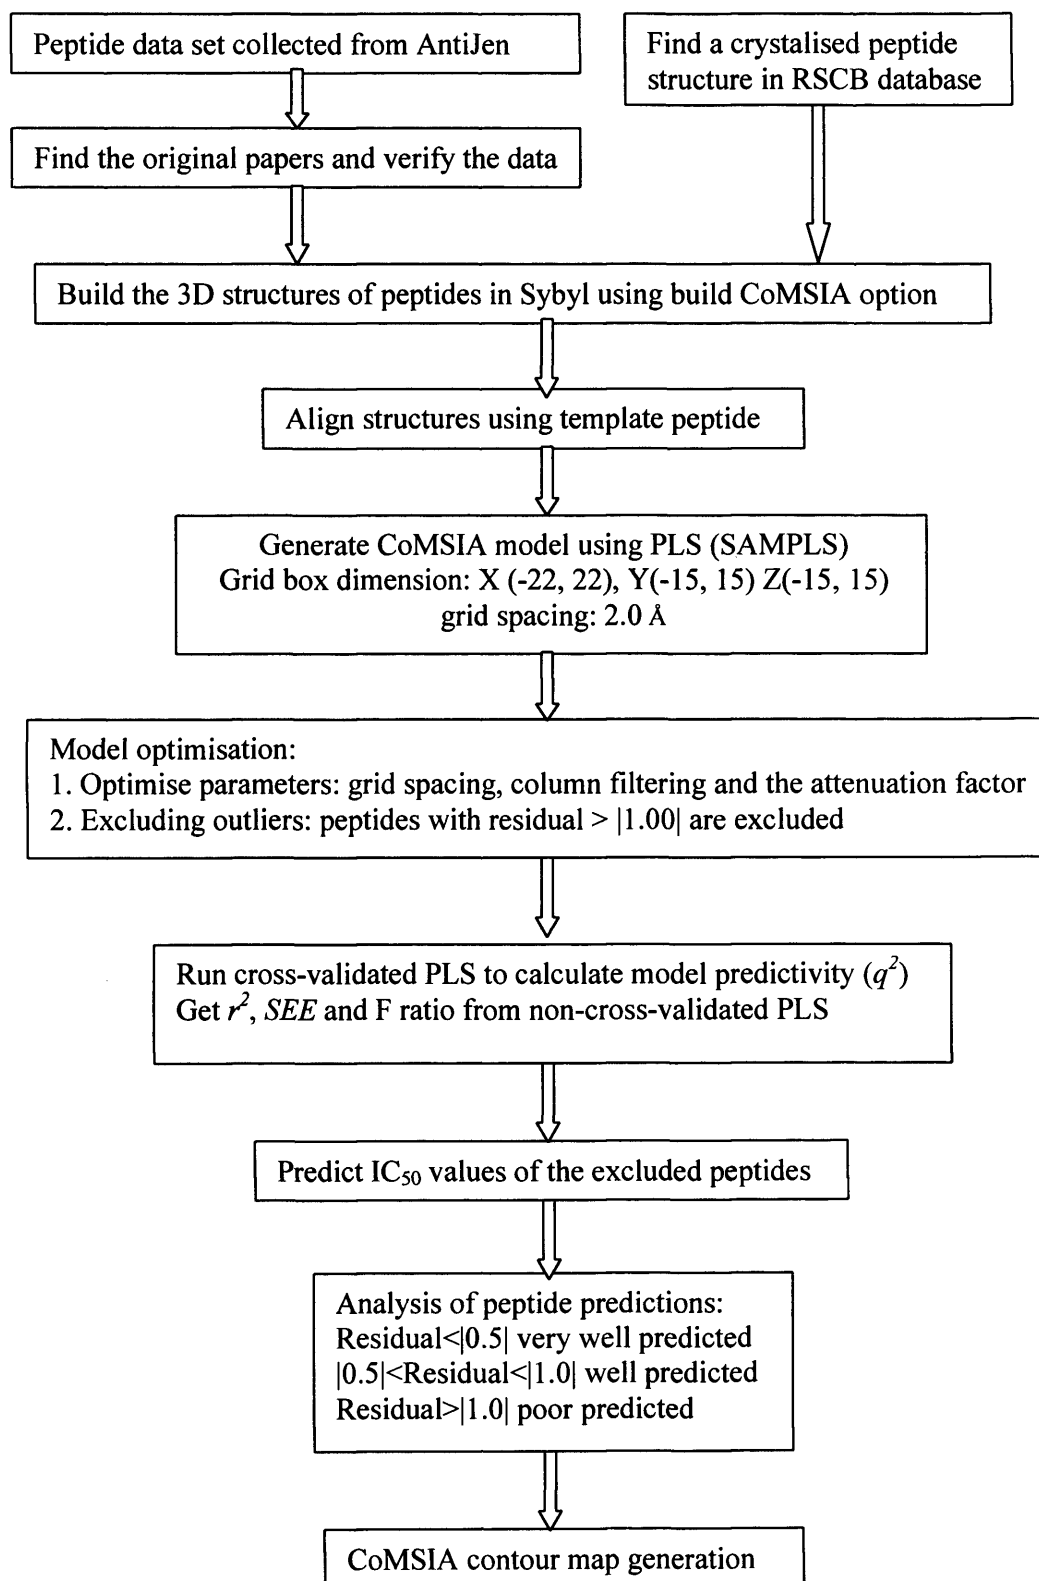 Peptide data set collected from AntiJen
Find a crystalised peptide
structure in RSCB database
Find the original papers and verify the data
Build the 3D structures of peptides in Sybyl using build CoMSIA option
Align structures using template peptide
Generate CoMSIA model using PLS (SAMPLS)
Grid box dimension: X (-22, 22), Y(-15, 15) Z(-15, 15)
grid spacing: 2.0 Å
Model optimisation:
1. Optimise parameters: grid spacing, column filtering and the attenuation factor
2. Excluding outliers: peptides with residual > |1.00| are excluded
Run cross-validated PLS to calculate model predictivity (q²)
Get r², SEE and F ratio from non-cross-validated PLS
Predict IC₅₀ values of the excluded peptides
Analysis of peptide predictions:
Residual<|0.5| very well predicted
|0.5|<Residual<|1.0| well predicted
Residual>|1.0| poor predicted
CoMSIA contour map generation